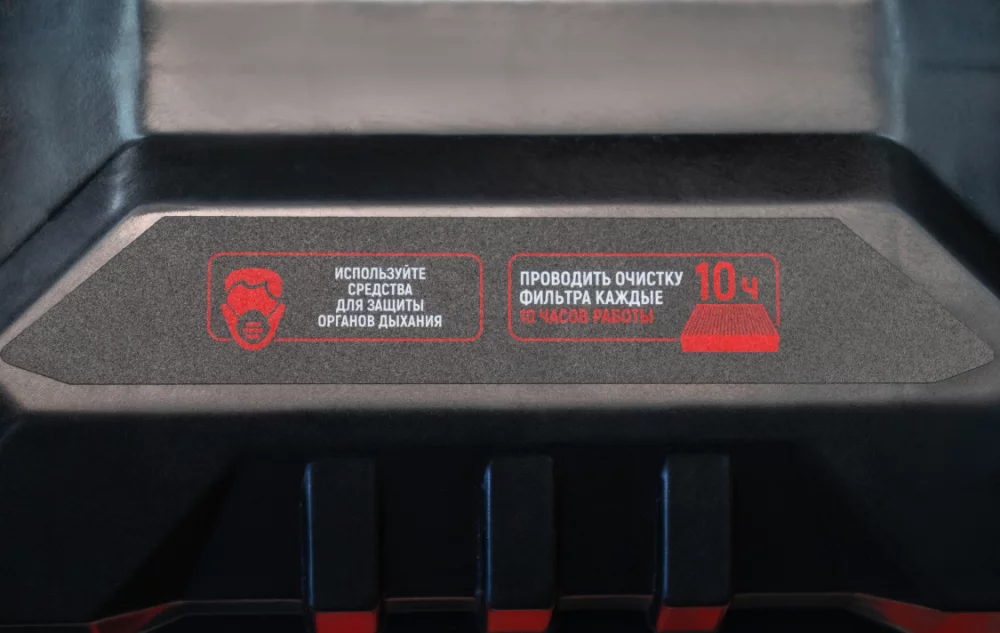 ИСПОЛЬЗУЙТЕ
СРЕДСТВА
ДЛЯ ЗАЩИТЫ
ОРГАНОВ ДЫХАНИЯ
ПРОВОДИТЬ ОЧИСТКУ
ФИЛЬТРА КАЖДЫЕ
10 ЧАСОВ РАБОТЫ
10 ч